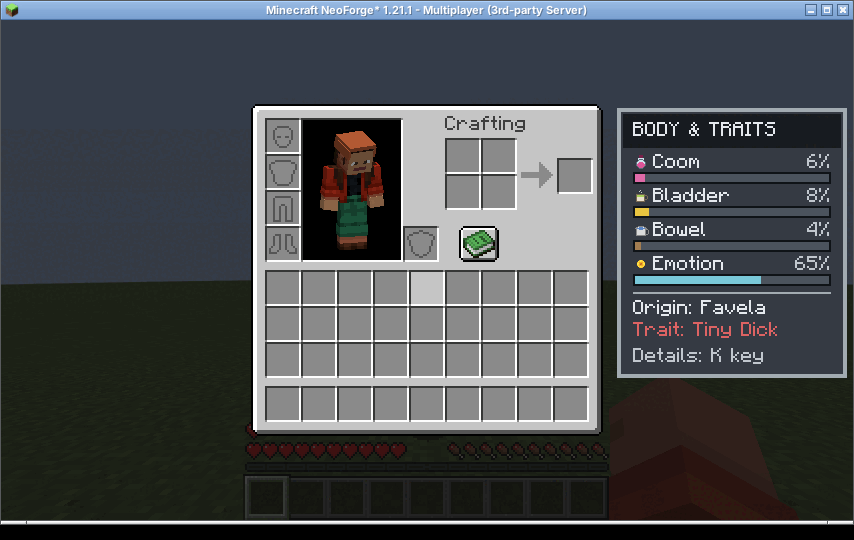 Minecraft NeoForge* 1.21.1 - Multiplayer (3rd-party Server)
Crafting
BODY & TRAITS
Coom 6%
Bladder 8%
Bowel 4%
Emotion 65%
Origin: Favela
Trait: Tiny Dick
Details: K key